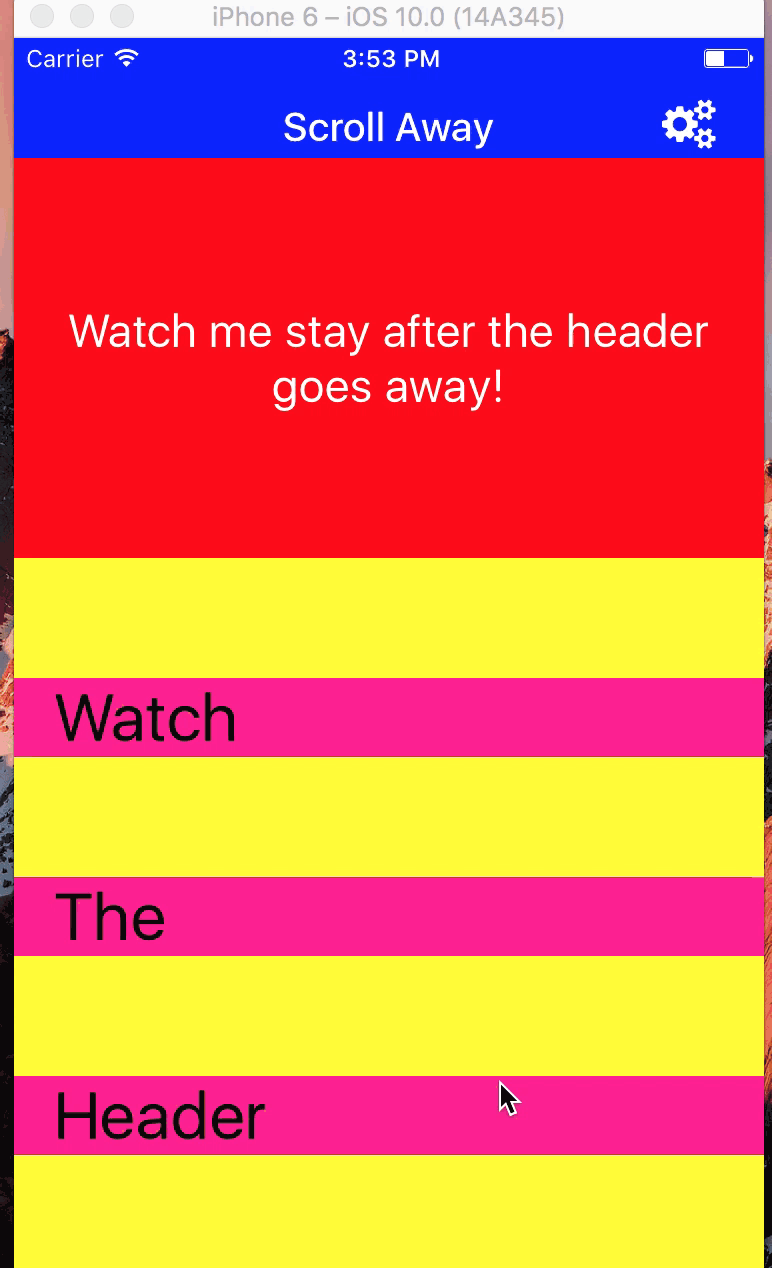 iPhone 6 – iOS 10.0 (14A345)
Carrier 3:53 PM
Scroll Away
Watch me stay after the header
goes away!
Watch
The
Header